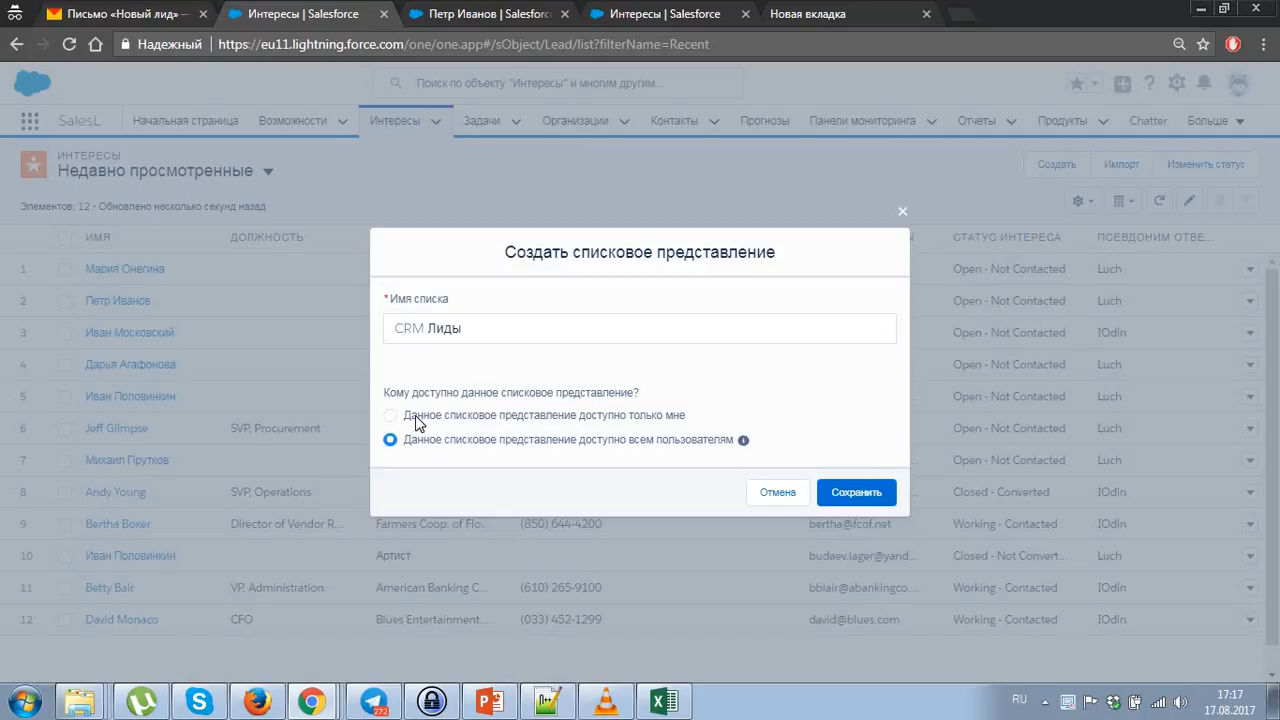 Письмо «Новый лид» —
Интересы | Salesforce
Петр Иванов | Salesforc
Интересы | Salesforce
Новая вкладка
Надежный
https://eu11.lightning.force.com/one/one.app#/sObject/Lead/list?filterName=Recent
Поиск по объекту "Интересы" и многим другим...
SalesL
Начальная страница
Возможности
Интересы
Задачи
Организации
Контакты
Прогнозы
Панели мониторинга
Отчеты
Продукты
Chatter
Больше
ИНТЕРЕСЫ
Недавно просмотренные
Создать
Импорт
Изменить статус
Элементов: 12 • Обновлено несколько секунд назад
ИМЯ ДОЛЖНОСТЬ СТАТУС ИНТЕРЕСА ПСЕВДОНИМ ОТВЕ...
1 Мария Онегина Open - Not Contacted Luch
2 Петр Иванов Open - Not Contacted Luch
3 Иван Московский Open - Not Contacted IOdin
4 Дарья Агафонова Open - Not Contacted Luch
5 Иван Половинкин Open - Not Contacted Luch
6 Jeff Glimpse SVP, Procurement Open - Not Contacted Luch
7 Михаил Прутков Open - Not Contacted Luch
8 Andy Young SVP, Operations Closed - Converted IOdin
9 Bertha Boxer Director of Vendor R... Farmers Coop. of Flo... (850) 644-4200 bertha@fcof.net Working - Contacted IOdin
10 Иван Половинкин Артист budaev.lager@yand... Closed - Not Convert... Luch
11 Betty Bair VP, Administration American Banking C... (610) 265-9100 bblair@abankingco... Working - Contacted IOdin
12 David Monaco CFO Blues Entertainment... (033) 452-1299 david@blues.com Working - Contacted IOdin
Создать списковое представление
*Имя списка
CRM Лиды
Кому доступно данное списковое представление?
Данное списковое представление доступно только мне
Данное списковое представление доступно всем пользователям
Отмена
Сохранить
272
RU
17:17
17.08.2017